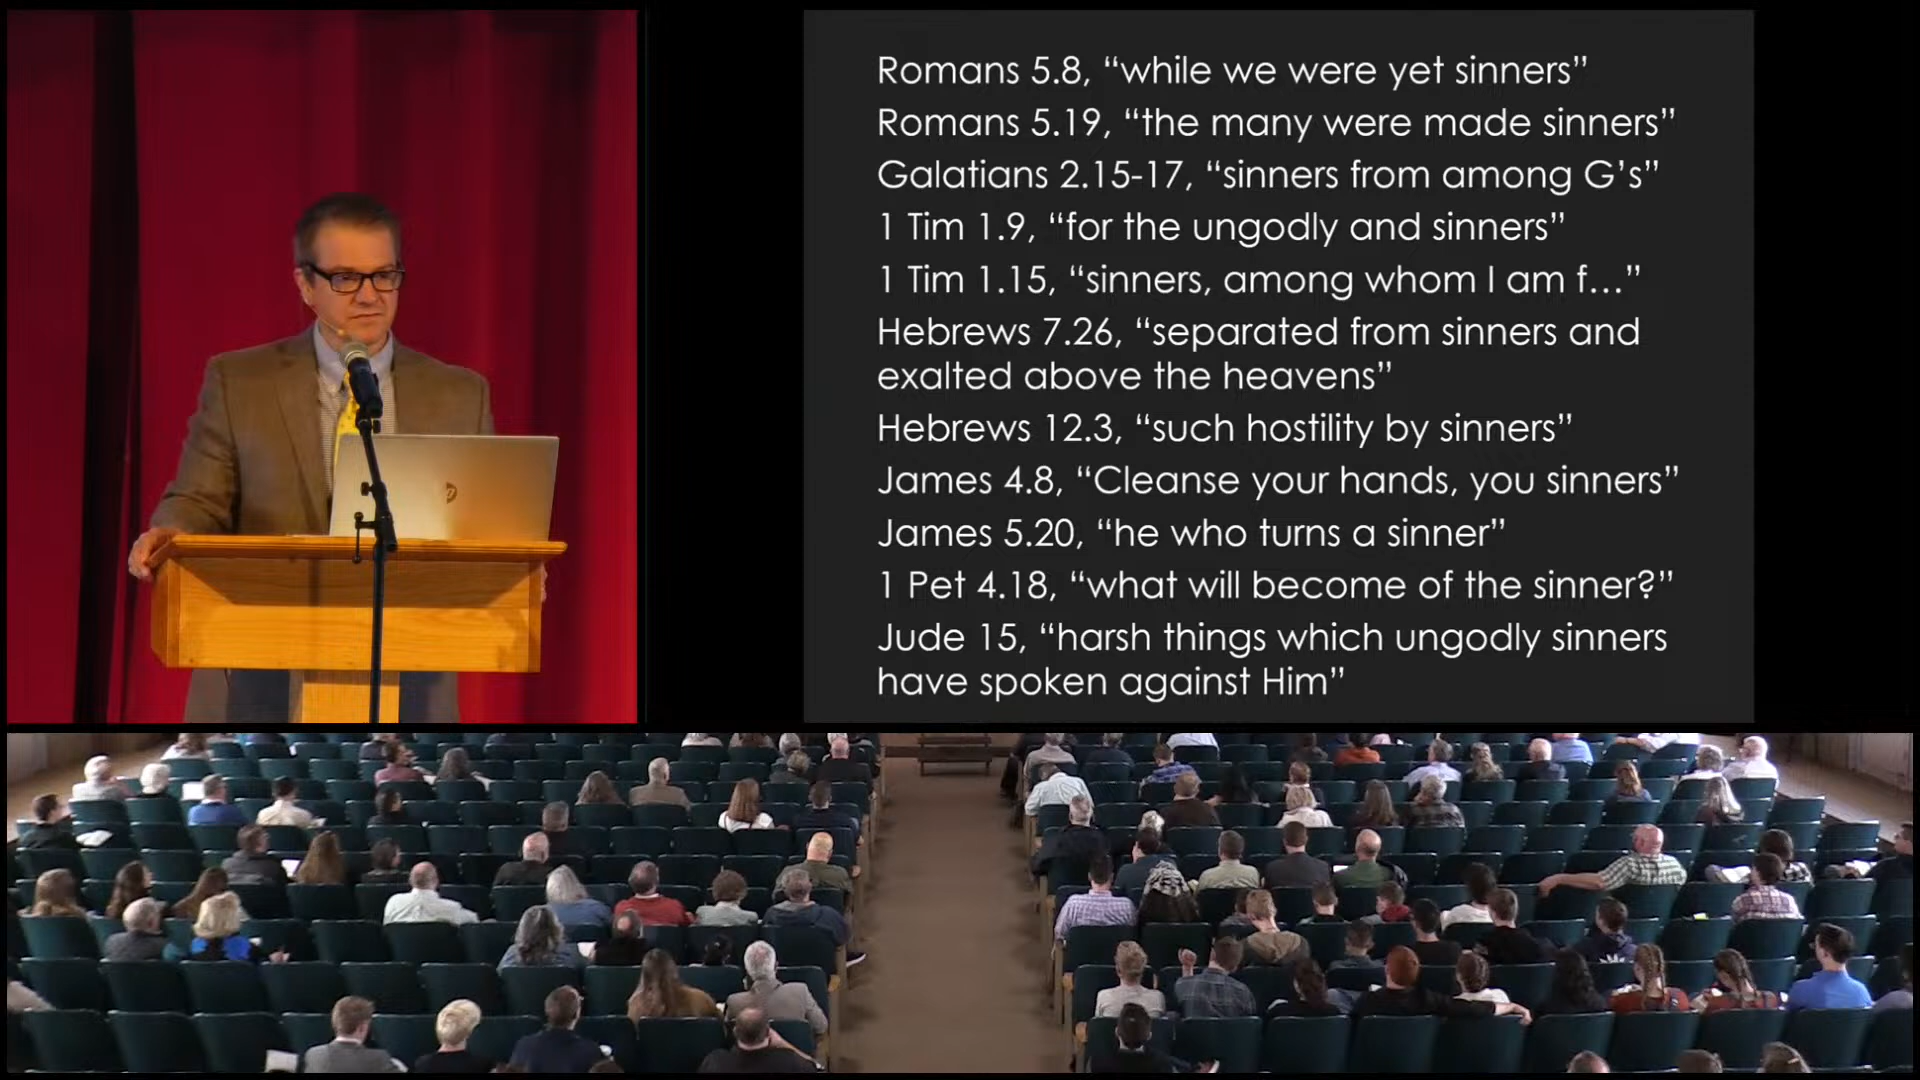 Romans 5.8, “while we were yet sinners”
Romans 5.19, “the many were made sinners”
Galatians 2.15-17, “sinners from among G’s”
1 Tim 1.9, “for the ungodly and sinners”
1 Tim 1.15, “sinners, among whom I am f…”
Hebrews 7.26, “separated from sinners and
exalted above the heavens”
Hebrews 12.3, “such hostility by sinners”
James 4.8, “Cleanse your hands, you sinners”
James 5.20, “he who turns a sinner”
1 Pet 4.18, “what will become of the sinner?”
Jude 15, “harsh things which ungodly sinners
have spoken against Him”
hp